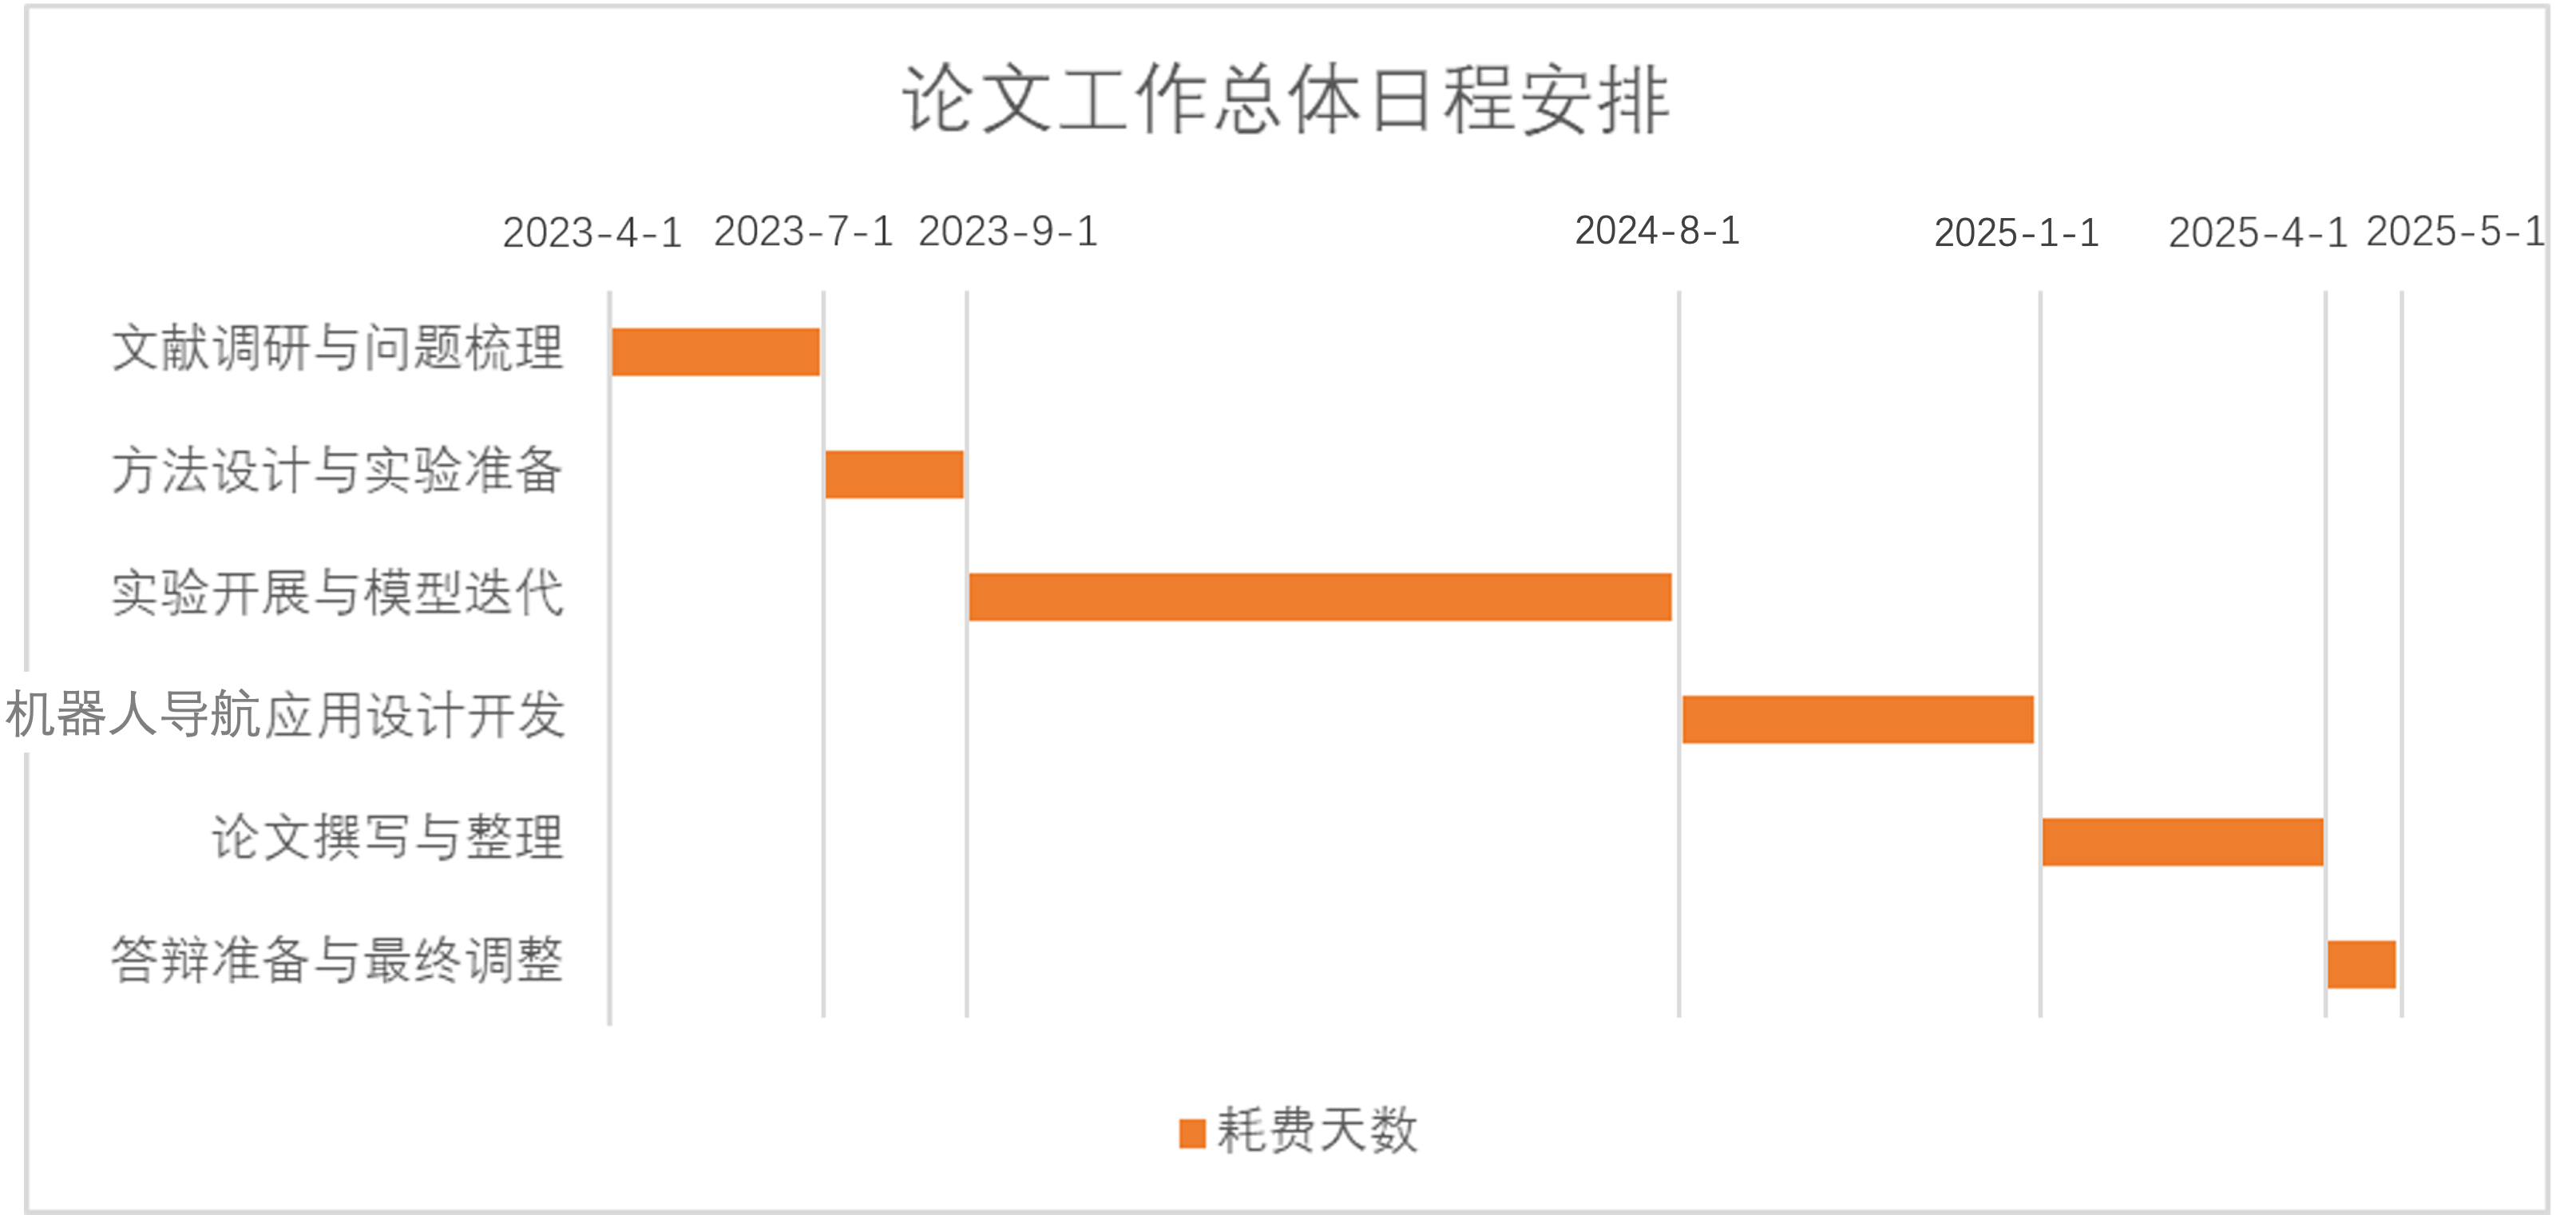 论文工作总体日程安排
2023-4-1 2023-7-1 2023-9-1 2024-8-1 2025-1-1 2025-4-1 2025-5-1
文献调研与问题梳理
方法设计与实验准备
实验开展与模型迭代
机器人导航应用设计开发
论文撰写与整理
答辩准备与最终调整
耗费天数